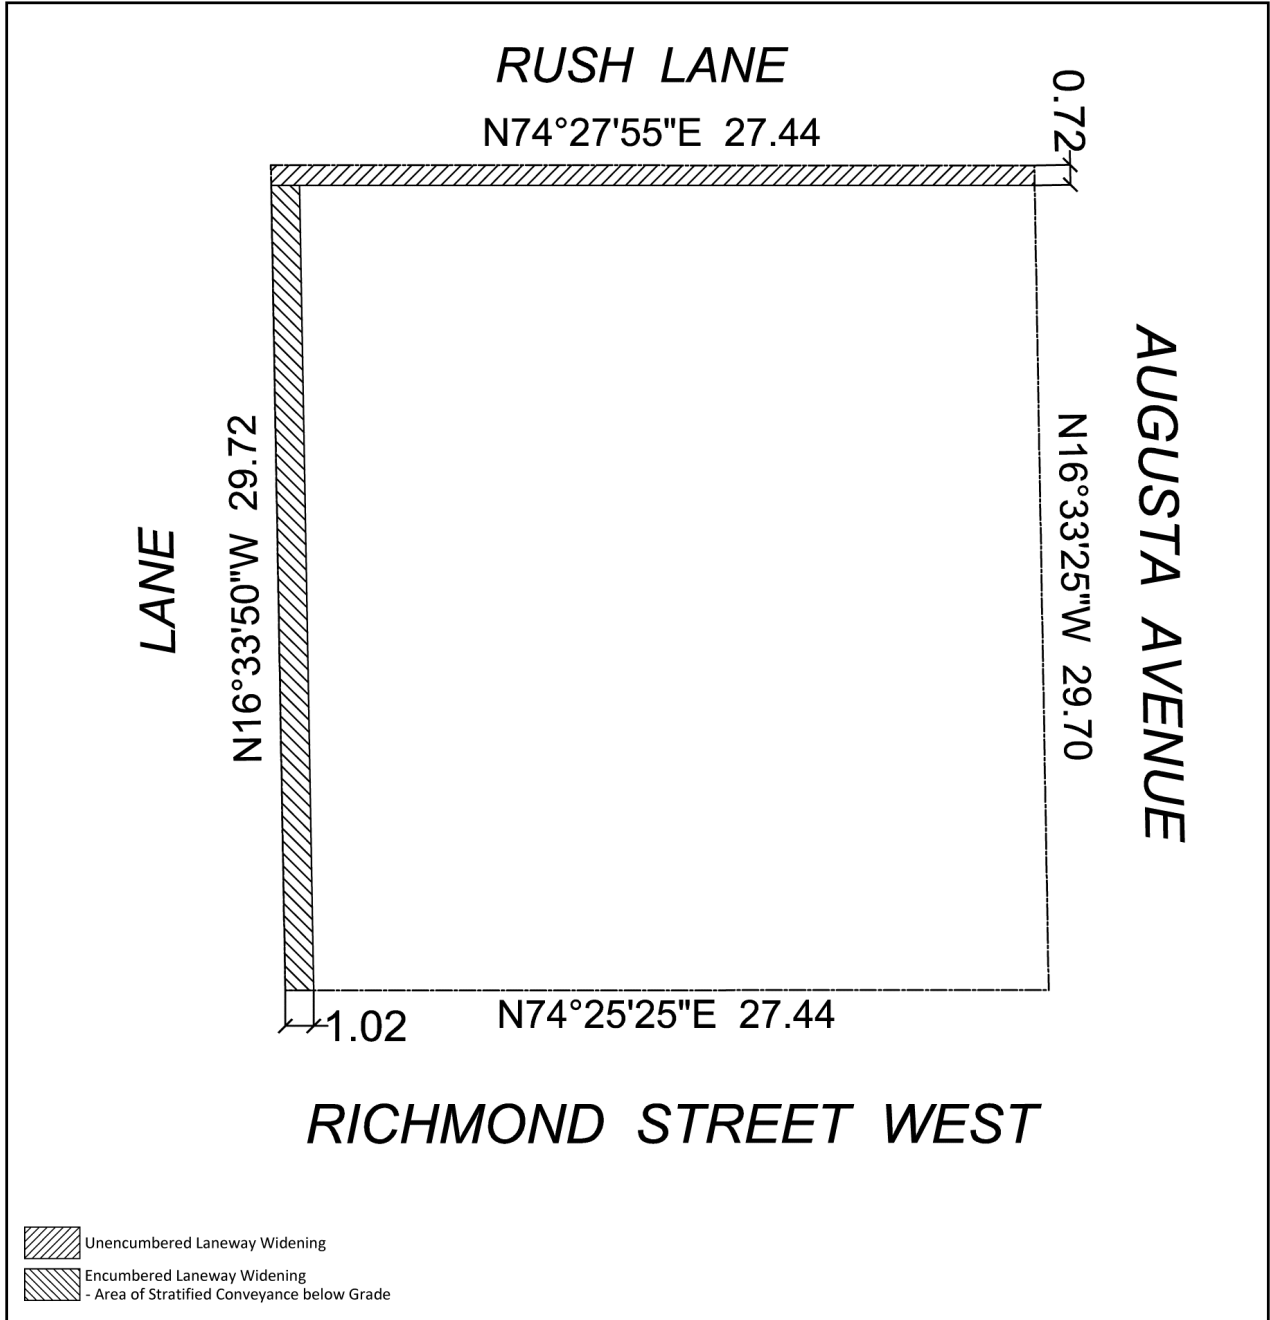 RUSH LANE
N74°27'55"E 27.44
0.72
LANE
N16°33'50"W 29.72
N16°33'25"W 29.70
AUGUSTA AVENUE
1.02
N74°25'25"E 27.44
RICHMOND STREET WEST
Unencumbered Laneway Widening
Encumbered Laneway Widening
- Area of Stratified Conveyance below Grade